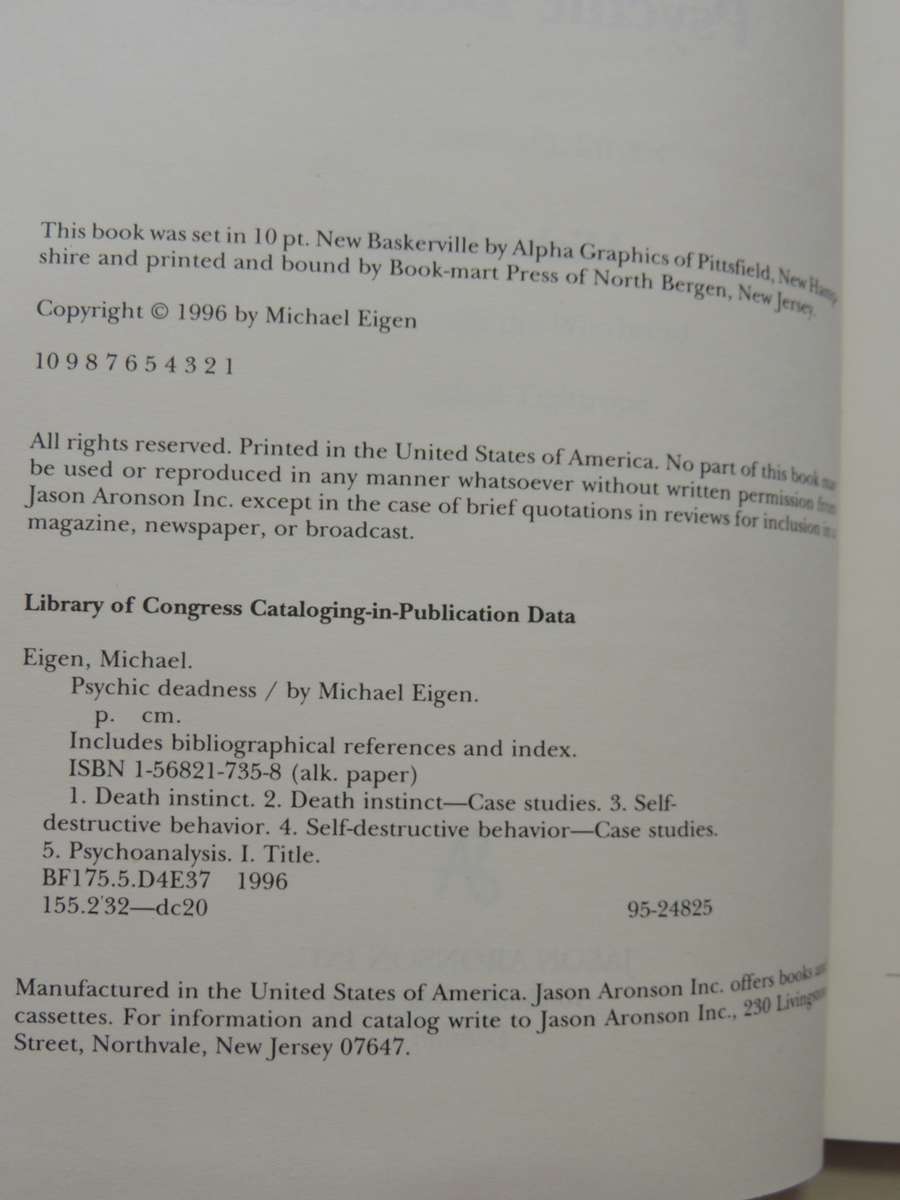 This book was set in 10 pt. New Baskerville by Alpha Graphics of Pittsfield, New Hamp-
shire and printed and bound by Book-mart Press of North Bergen, New Jersey.
Copyright © 1996 by Michael Eigen
10 9 8 7 6 5 4 3 2 1
All rights reserved. Printed in the United States of America. No part of this book may
be used or reproduced in any manner whatsoever without written permission from
Jason Aronson Inc. except in the case of brief quotations in reviews for inclusion in a
magazine, newspaper, or broadcast.
Library of Congress Cataloging-in-Publication Data
Eigen, Michael.
Psychic deadness / by Michael Eigen.
p. cm.
Includes bibliographical references and index.
ISBN 1-56821-735-8 (alk. paper)
1. Death instinct. 2. Death instinct—Case studies. 3. Self-
destructive behavior. 4. Self-destructive behavior—Case studies.
5. Psychoanalysis. I. Title.
BF175.5.D4E37 1996
155.2'32—dc20 95-24825
Manufactured in the United States of America. Jason Aronson Inc. offers books and
cassettes. For information and catalog write to Jason Aronson Inc., 230 Livingston
Street, Northvale, New Jersey 07647.